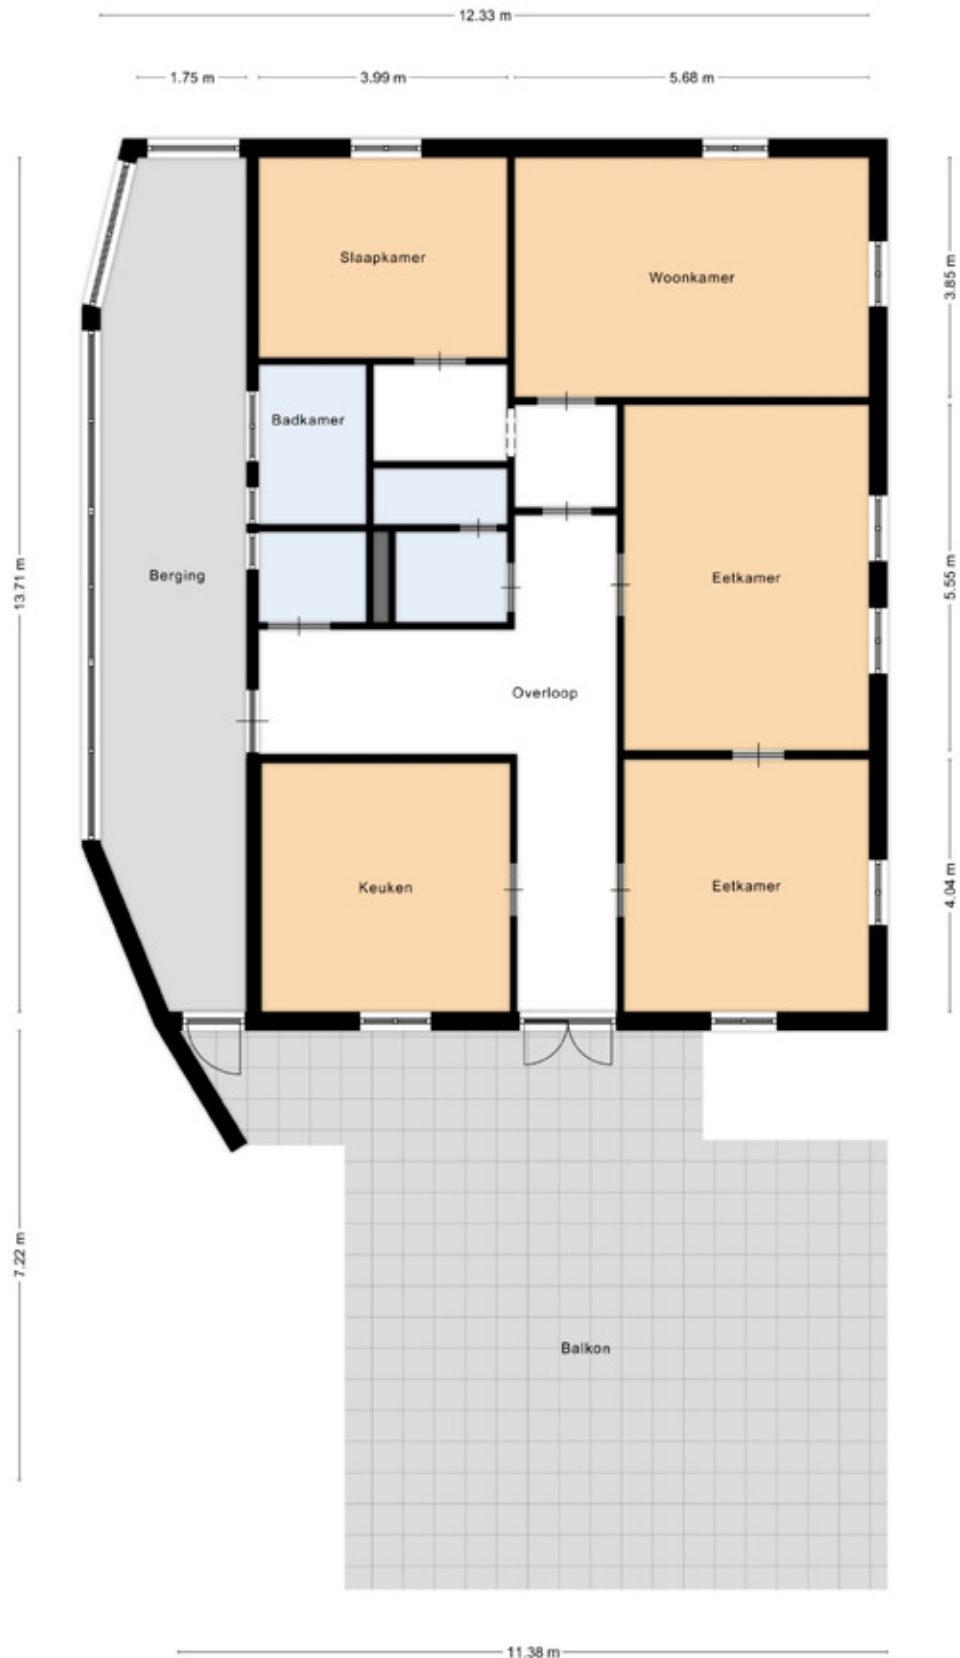 12.33 m
1.75 m
3.99 m
5.68 m
Slaapkamer
Woonkamer
3.85 m
Badkamer
13.71 m
Berging
Eetkamer
5.55 m
Overloop
Keuken
Eetkamer
4.04 m
7.22 m
Balkon
11.38 m